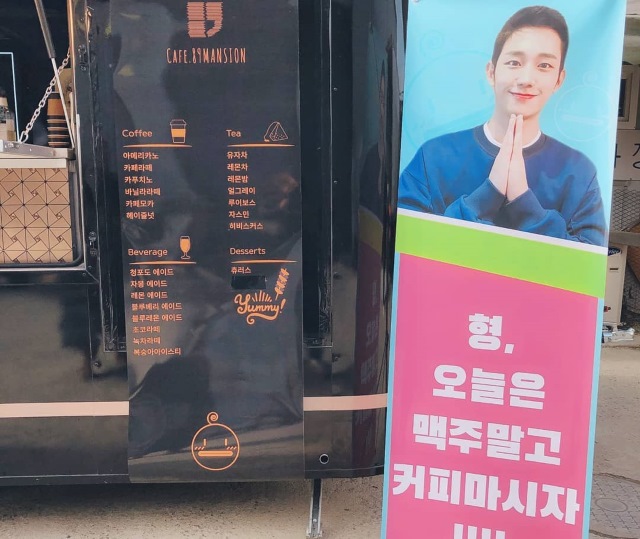 CAFE.89MANSION
Coffee
아메리카노
카페라떼
카푸치노
바닐라라떼
카페모카
헤이즐넛
Tea
유자차
레몬차
레몬밤
얼그레이
루이보스
자스민
히비스커스
Beverage
청포도 에이드
자몽 에이드
레몬 에이드
블루베리 에이드
블루레몬 에이드
초코라떼
녹차라떼
복숭아아이스티
Desserts
츄러스
Yummy!
형,
오늘은
맥주말고
커피마시자
!!!!